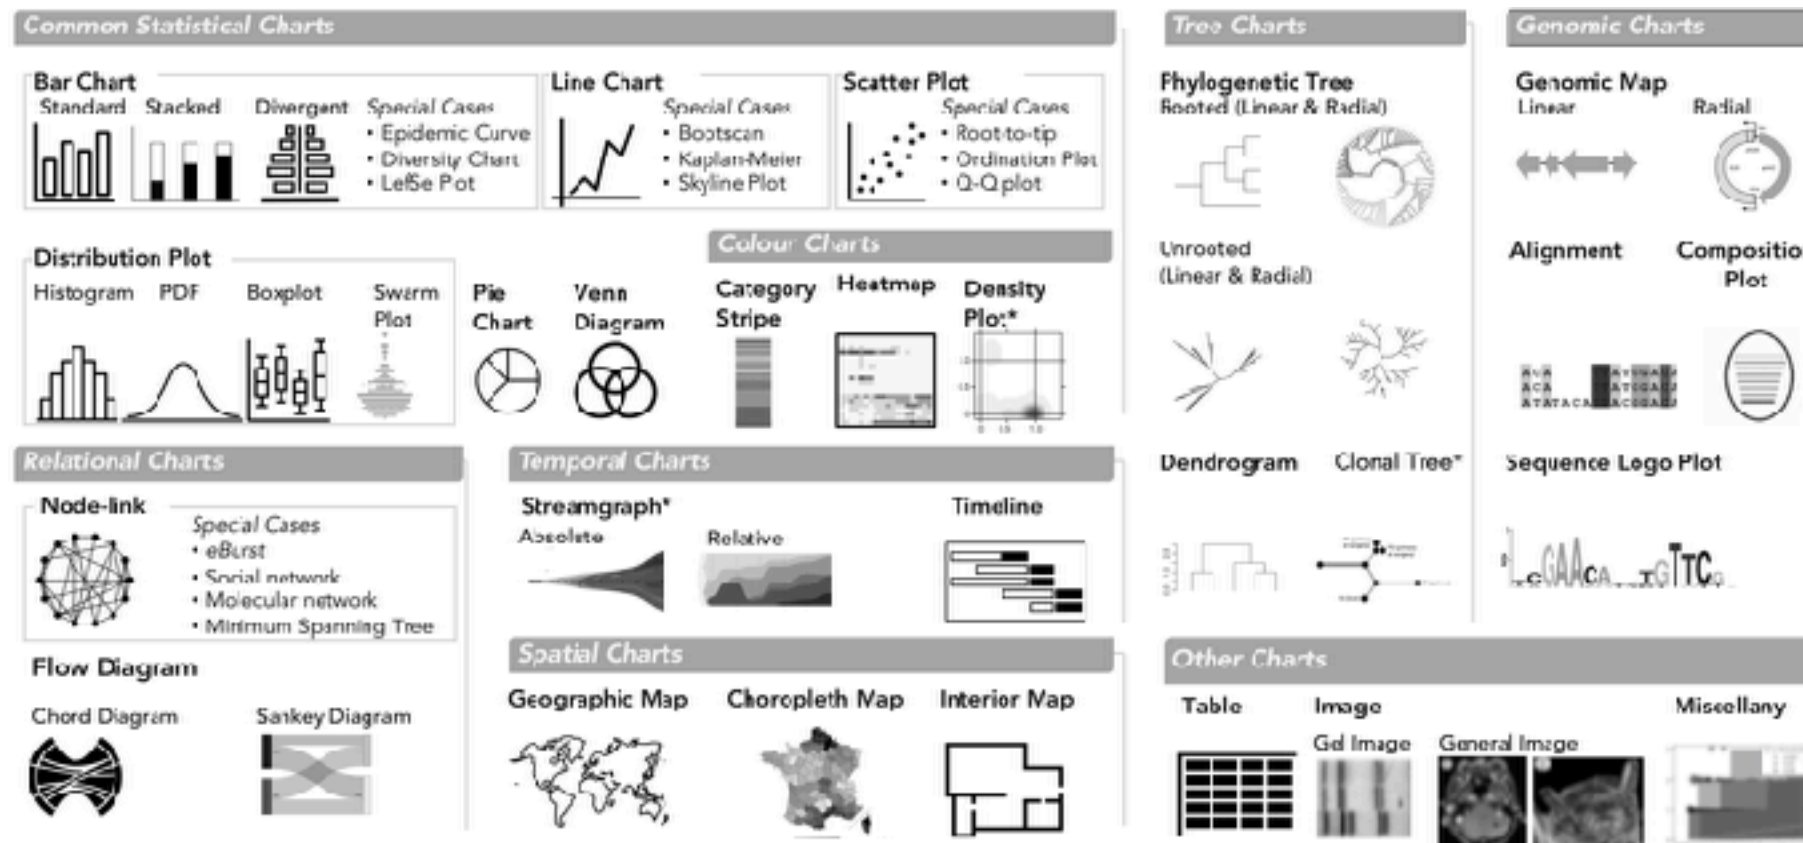 Common Statistical Charts
Bar Chart
Standard Stacked Divergent Special Cases
• Epidemic Curve
• Diversity Chart
• LefSe Plot
Line Chart
Special Cases
• Bootscan
• Kaplan-Meier
• Skyline Plot
Scatter Plot
Special Cases
• Root-to-tip
• Ordination Plot
• Q-Q plot
Distribution Plot
Histogram PDF Boxplot Swarm
Plot
Pie
Chart
Venn
Diagram
Colour Charts
Category
Stripe
Heatmap
Density
Plot*
Relational Charts
Node-link
Special Cases
• eBurst
• Social network
• Molecular network
• Minimum Spanning Tree
Flow Diagram
Chord Diagram Sankey Diagram
Temporal Charts
Streamgraph*
Absolute Relative
Timeline
Spatial Charts
Geographic Map Choropleth Map Interior Map
Tree Charts
Phylogenetic Tree
Rooted (Linear & Radial)
Unrooted
(Linear & Radial)
Dendrogram Clonal Tree*
Genomic Charts
Genomic Map
Linear Radial
Alignment
Compositio
Plot
Sequence Logo Plot
GAACA
GTTC
Other Charts
Table Image Miscellany
Gel Image General Image